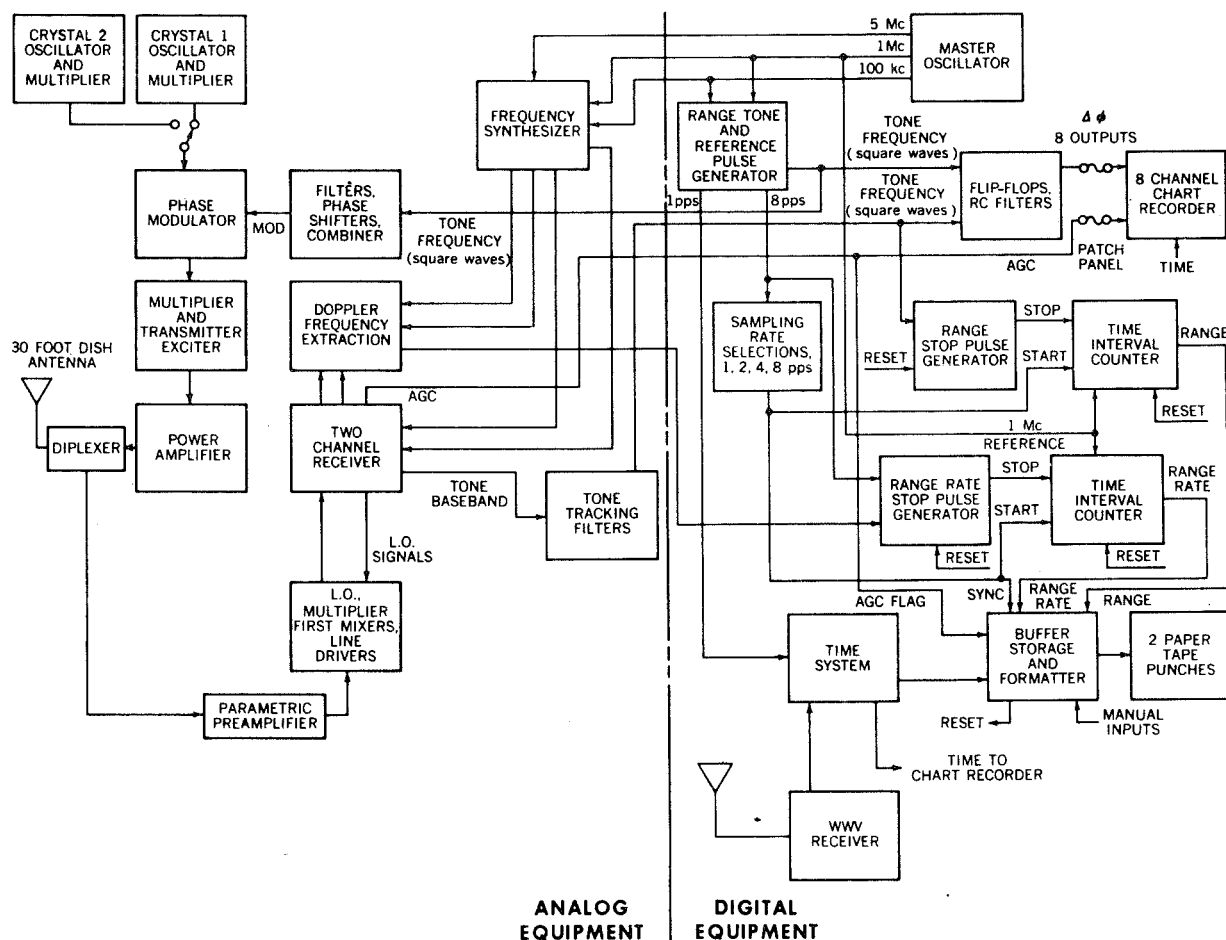 CRYSTAL 2
OSCILLATOR
AND
MULTIPLIER
CRYSTAL 1
OSCILLATOR
AND
MULTIPLIER
5 Mc
1 Mc
100 kc
MASTER
OSCILLATOR
FREQUENCY
SYNTHESIZER
RANGE TONE
AND
REFERENCE
PULSE
GENERATOR
1pps
8pps
TONE
FREQUENCY
(square waves)
TONE
FREQUENCY
(square waves)
FLIP-FLOPS,
RC FILTERS
Δ φ
8 OUTPUTS
8 CHANNEL
CHART
RECORDER
AGC
PATCH
PANEL
TIME
PHASE
MODULATOR
MOD
FILTERS,
PHASE
SHIFTERS,
COMBINER
TONE
FREQUENCY
(square waves)
MULTIPLIER
AND
TRANSMITTER
EXCITER
DOPPLER
FREQUENCY
EXTRACTION
SAMPLING
RATE
SELECTIONS,
1, 2, 4, 8 pps
RESET
RANGE
STOP PULSE
GENERATOR
STOP
START
TIME
INTERVAL
COUNTER
RANGE
RESET
30 FOOT DISH
ANTENNA
DIPLEXER
POWER
AMPLIFIER
AGC
TWO
CHANNEL
RECEIVER
TONE
BASEBAND
TONE
TRACKING
FILTERS
1 Mc
REFERENCE
RANGE RATE
STOP PULSE
GENERATOR
STOP
START
TIME
INTERVAL
COUNTER
RANGE
RATE
RESET
RESET
L.O.
SIGNALS
L.O.,
MULTIPLIER
FIRST MIXERS,
LINE
DRIVERS
PARAMETRIC
PREAMPLIFIER
AGC FLAG
SYNC
RANGE
RATE
RANGE
TIME
SYSTEM
BUFFER
STORAGE
AND
FORMATTER
2 PAPER
TAPE
PUNCHES
RESET
MANUAL
INPUTS
TIME TO
CHART RECORDER
WWV
RECEIVER
ANALOG
EQUIPMENT
DIGITAL
EQUIPMENT